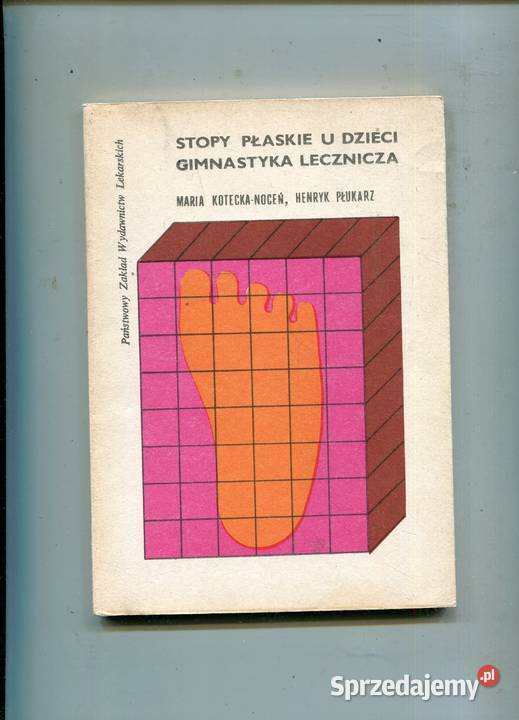 STOPY PŁASKIE U DZIECI
GIMNASTYKA LECZNICZA
MARIA KOTECKA-NOCEŃ, HENRYK PŁUKARZ
Państwowy Zakład Wydawnictw Lekarskich
Sprzedajemy.pl